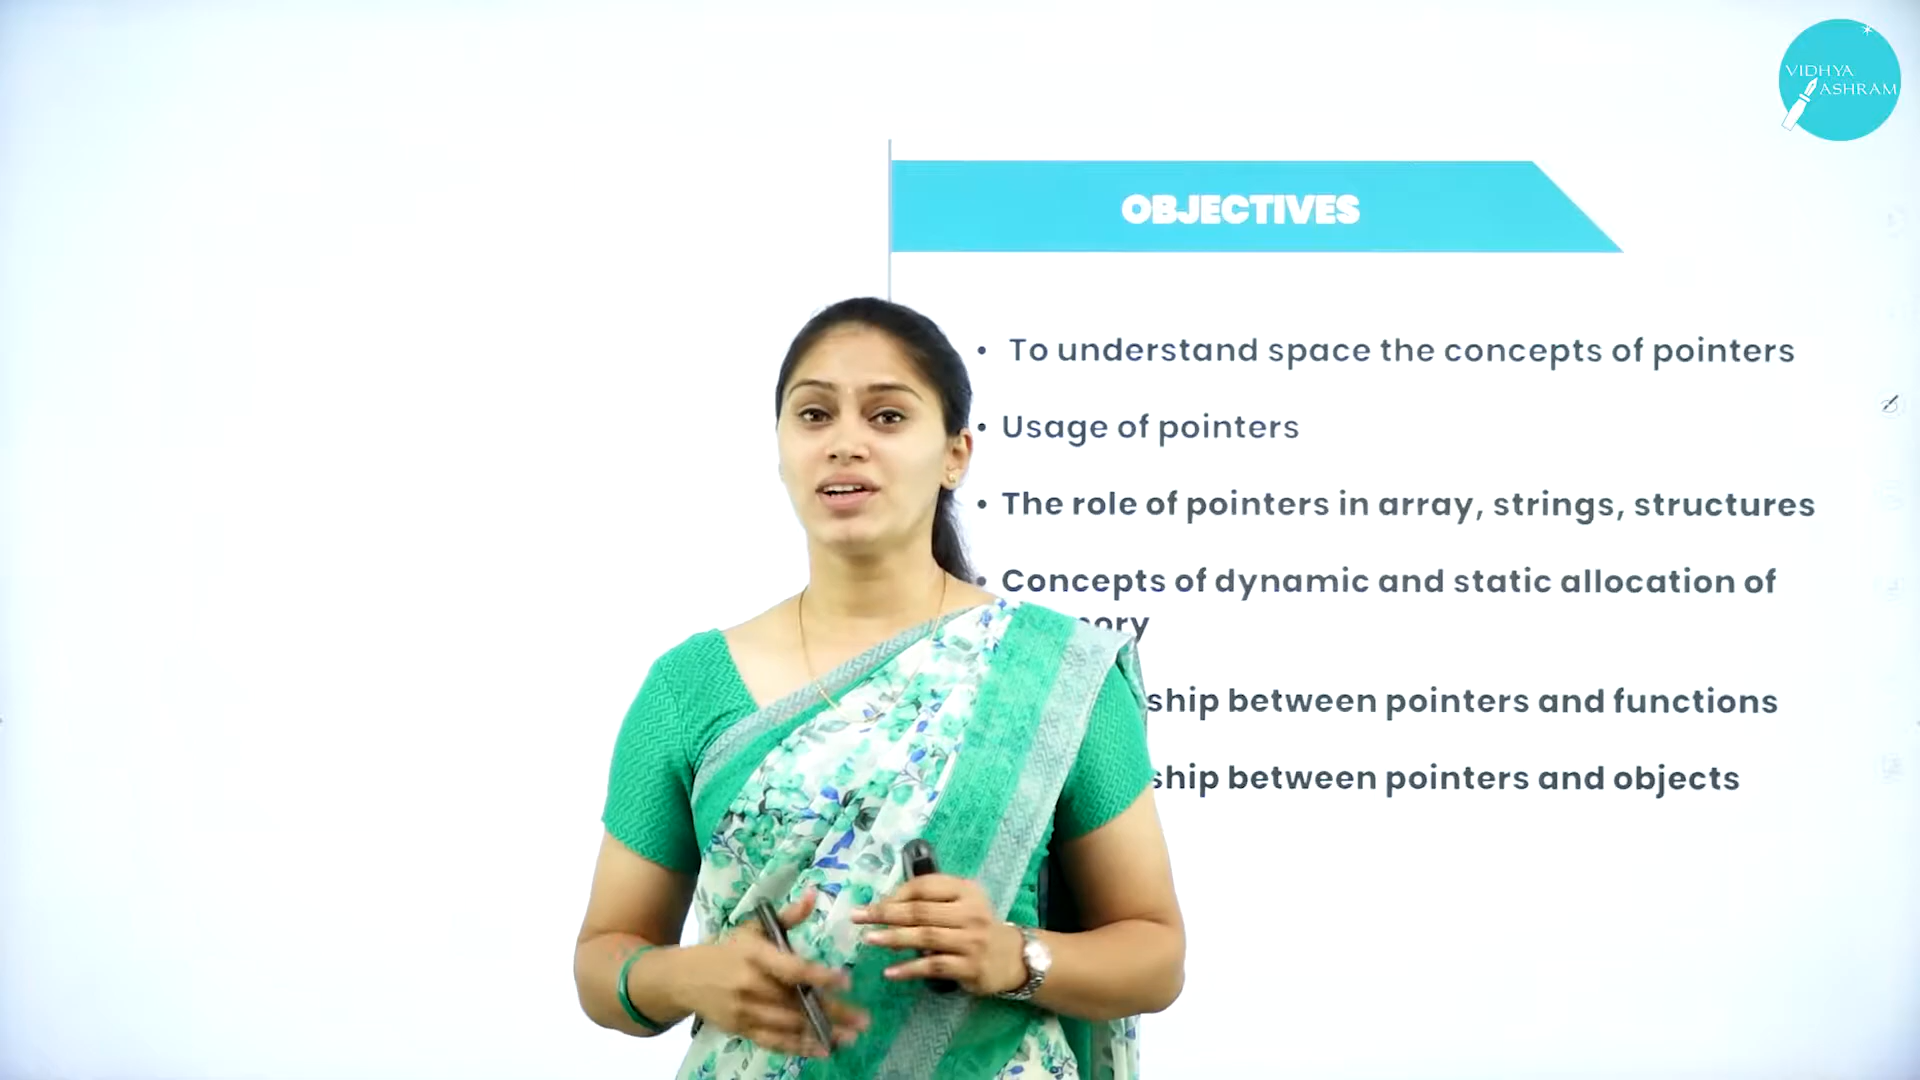 VIDHYA
ASHRAM
OBJECTIVES
• To understand space the concepts of pointers
• Usage of pointers
• The role of pointers in array, strings, structures
• Concepts of dynamic and static allocation of
ship between pointers and functions
ship between pointers and objects